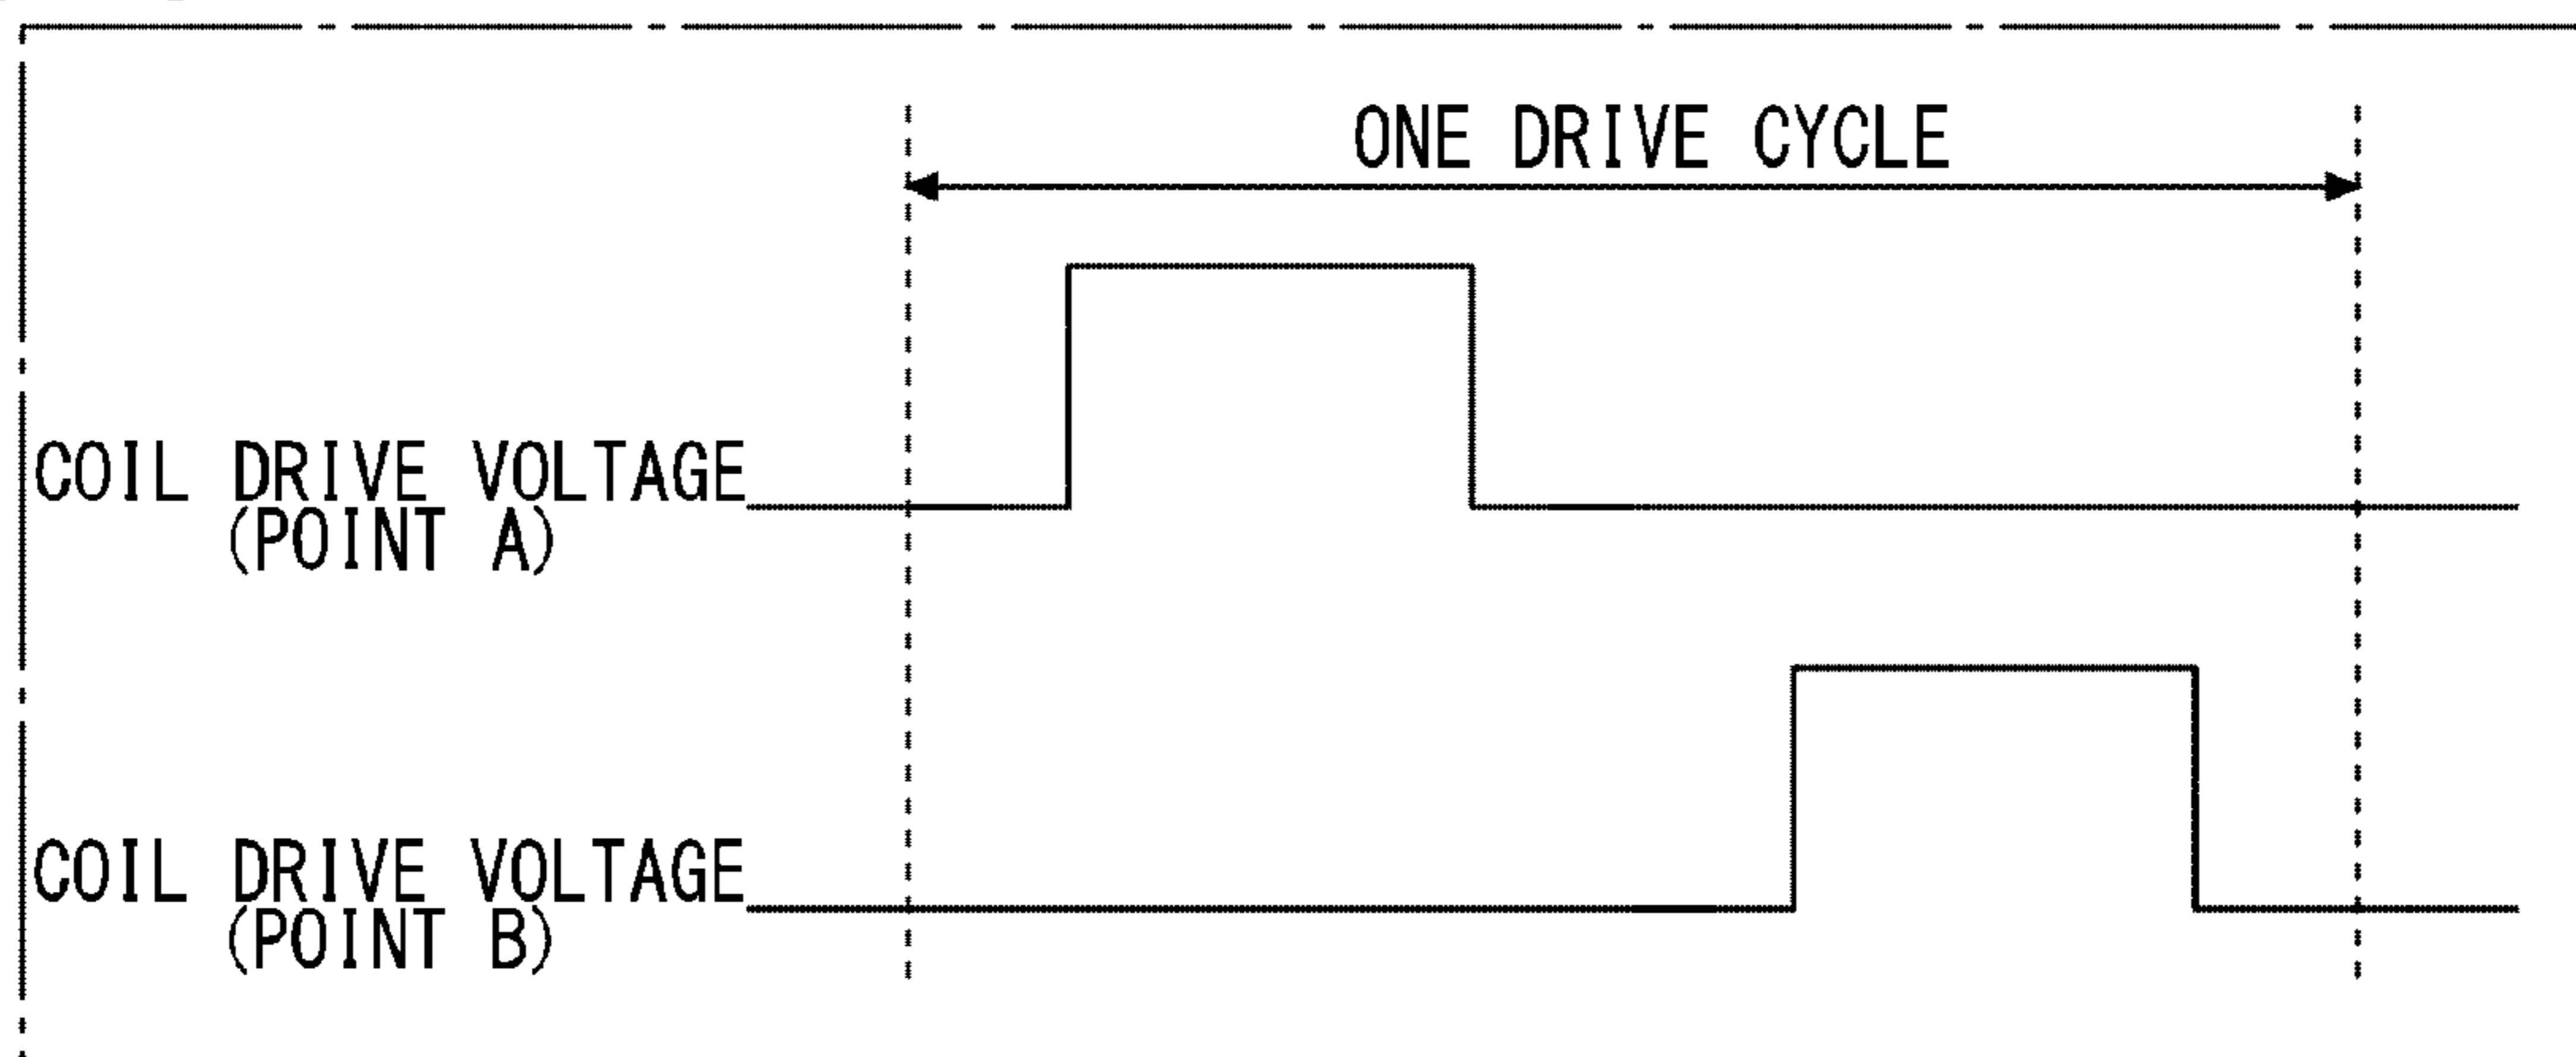 ONE DRIVE CYCLE
COIL DRIVE VOLTAGE
(POINT A)
COIL DRIVE VOLTAGE
(POINT B)